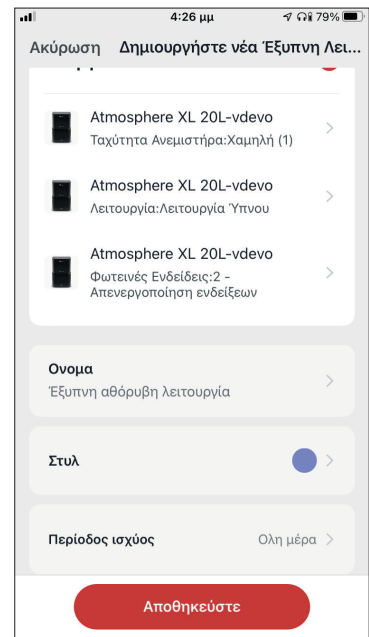 4:26 μμ
79%
Ακύρωση Δημιουργήστε νέα Έξυπνη Λει...
Atmosphere XL 20L-vdevo
Ταχύτητα Ανεμιστήρα:Χαμηλή (1)
Atmosphere XL 20L-vdevo
Λειτουργία:Λειτουργία Ύπνου
Atmosphere XL 20L-vdevo
Φωτεινές Ενδείδεις:2 -
Απενεργοποίηση ενδείξεων
Ονομα
Έξυπνη αθόρυβη λειτουργία
Στυλ
Περίοδος ισχύος
Ολη μέρα
Αποθηκεύστε